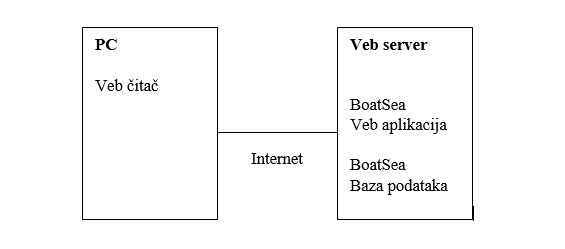 PC
Veb čitač
Internet
Veb server
BoatSea
Veb aplikacija
BoatSea
Baza podataka